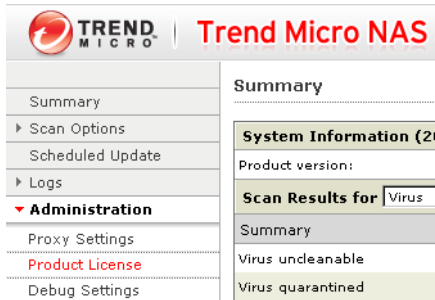 TREND MICRO
Trend Micro NAS
Summary
Scan Options
Scheduled Update
Logs
Administration
Proxy Settings
Product License
Debug Settings
Summary
System Information (20
Product version:
Scan Results for Virus
Summary
Virus uncleanable
Virus quarantined